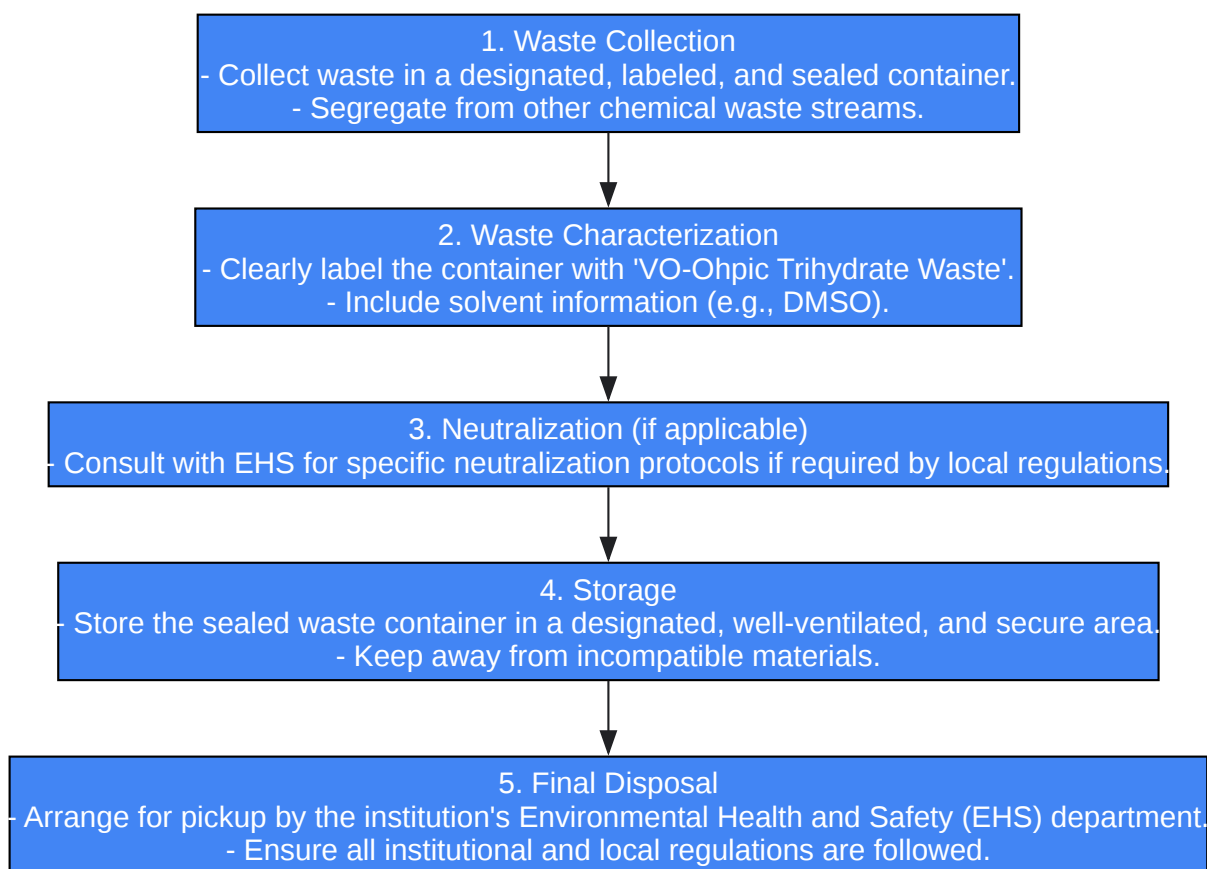 1. Waste Collection
- Collect waste in a designated, labeled, and sealed container.
- Segregate from other chemical waste streams.
2. Waste Characterization
- Clearly label the container with 'VO-Ohpic Trihydrate Waste'.
- Include solvent information (e.g., DMSO).
3. Neutralization (if applicable)
- Consult with EHS for specific neutralization protocols if required by local regulations.
4. Storage
- Store the sealed waste container in a designated, well-ventilated, and secure area.
- Keep away from incompatible materials.
5. Final Disposal
- Arrange for pickup by the institution's Environmental Health and Safety (EHS) department.
- Ensure all institutional and local regulations are followed.